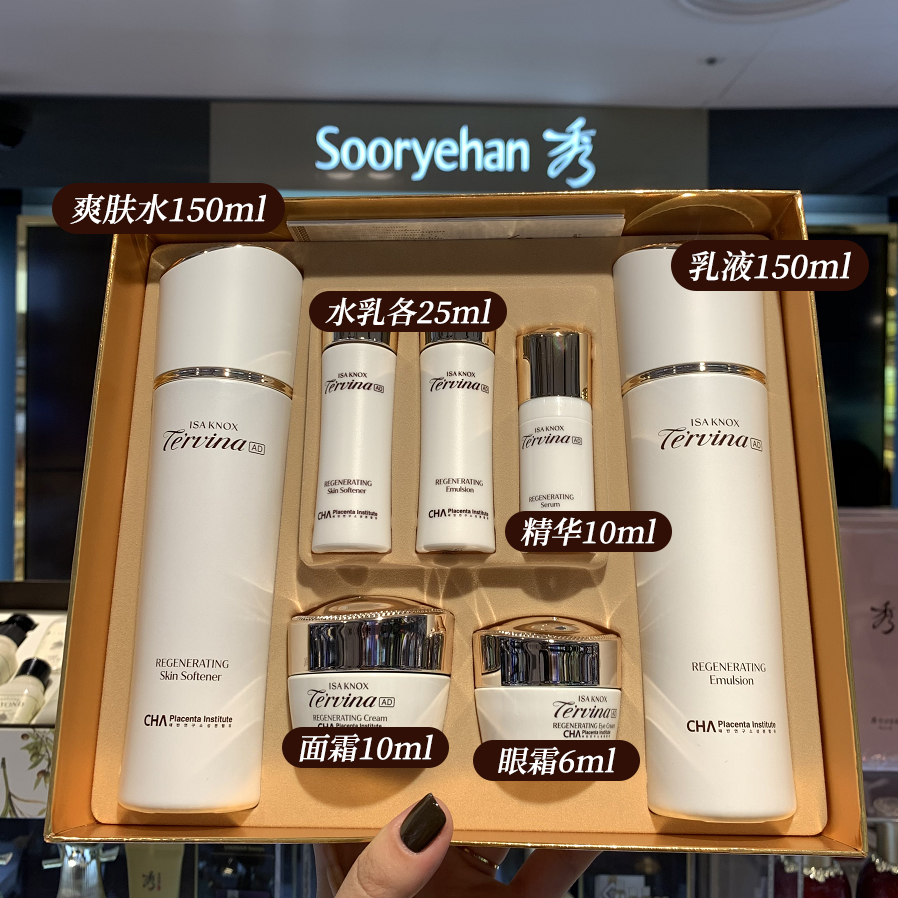 Sooryehan 秀
爽肤水150ml
乳液150ml
水乳各25ml
ISA KNOX
Tervina AD
REGENERATING
Skin Softener
CHA Placenta Institute
ISA KNOX
Tervina AD
REGENERATING
Skin Softener
CHA Placenta Institute
ISA KNOX
Tervina AD
REGENERATING
Emulsion
CHA Placenta Institute
ISA KNOX
Tervina AD
REGENERATING
Serum
精华10ml
ISA KNOX
Tervina AD
REGENERATING
Emulsion
CHA Placenta Institute
ISA KNOX
Tervina AD
REGENERATING Cream
CHA Placenta Institute
面霜10ml
ISA KNOX
Tervina AD
REGENERATING Eye Cream
CHA Placenta Institute
眼霜6ml
秀
秀